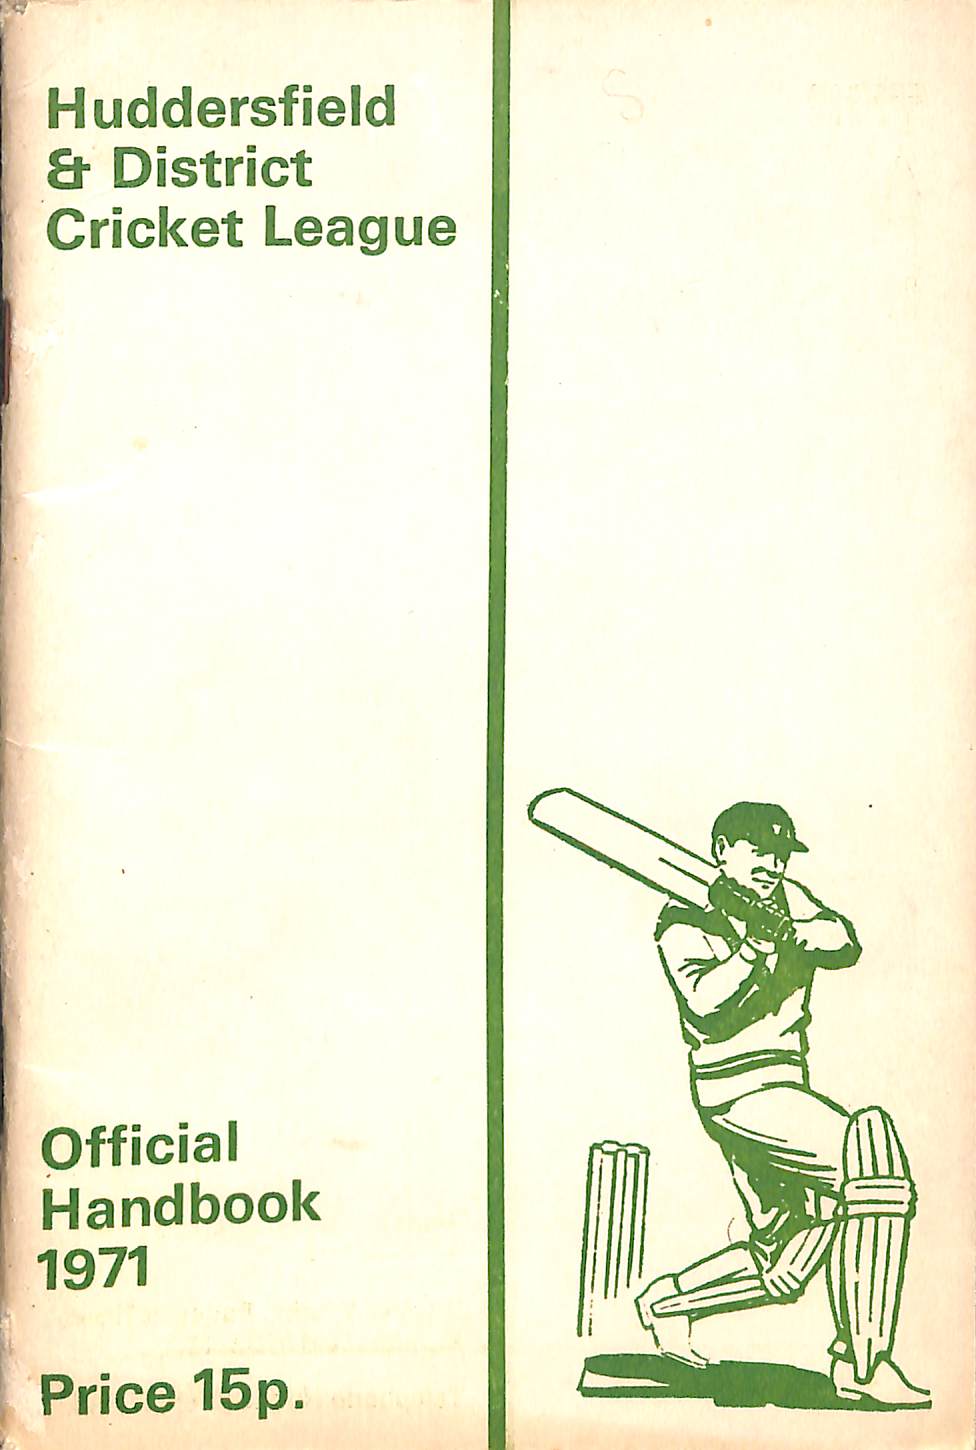 Huddersfield
& District
Cricket League
Official
Handbook
1971
Price 15p.